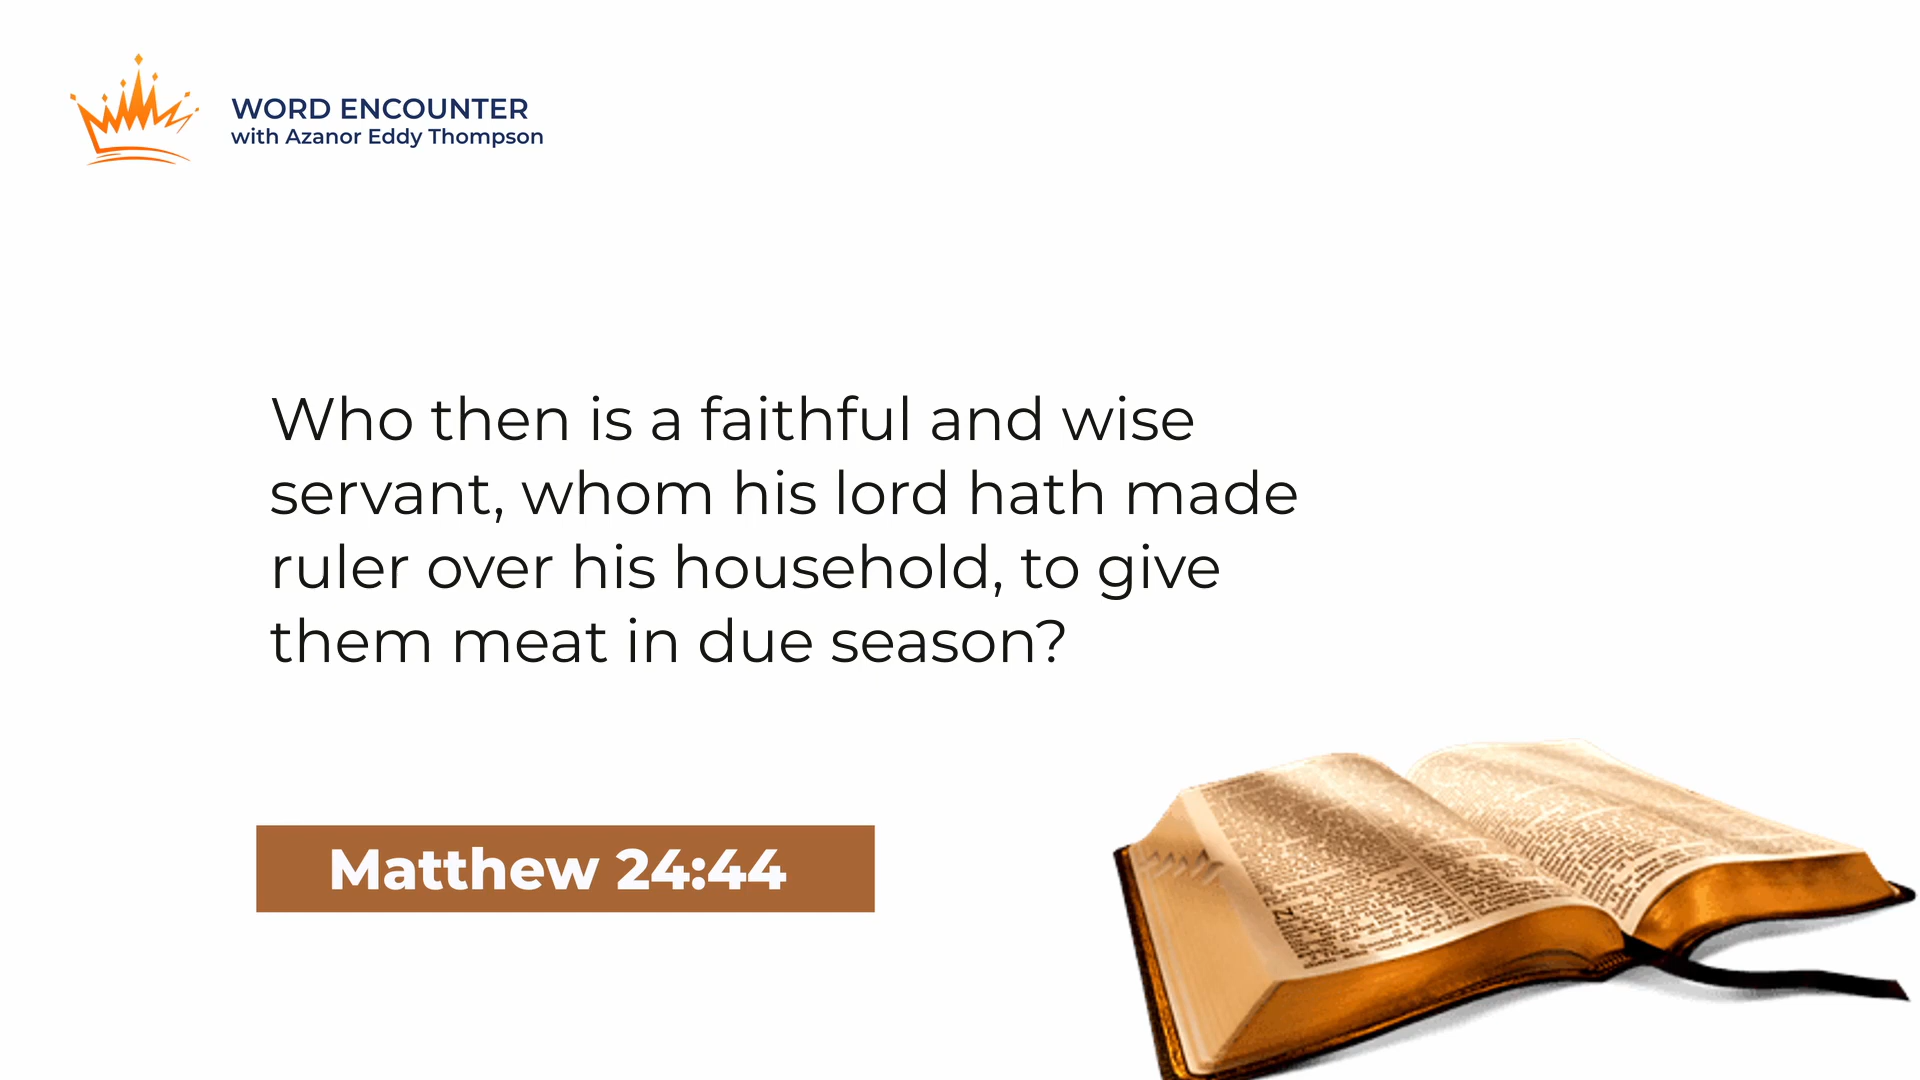 WORD ENCOUNTER
with Azanor Eddy Thompson
Who then is a faithful and wise
servant, whom his lord hath made
ruler over his household, to give
them meat in due season?
Matthew 24:44